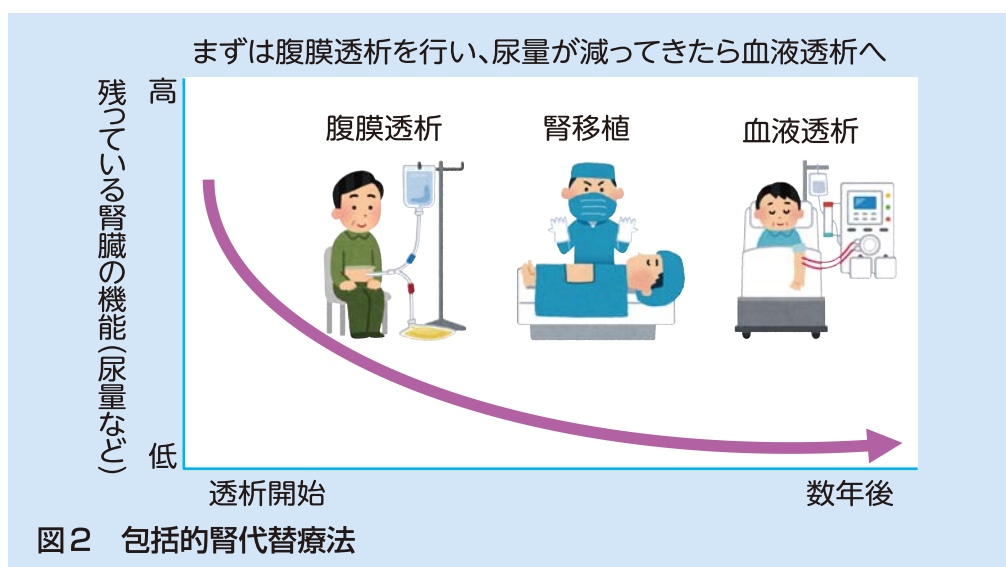 まずは腹膜透析を行い、尿量が減ってきたら血液透析へ
残っている腎臓の機能(尿量など)
高
腹膜透析
腎移植
血液透析
低
透析開始
数年後
図2 包括的腎代替療法